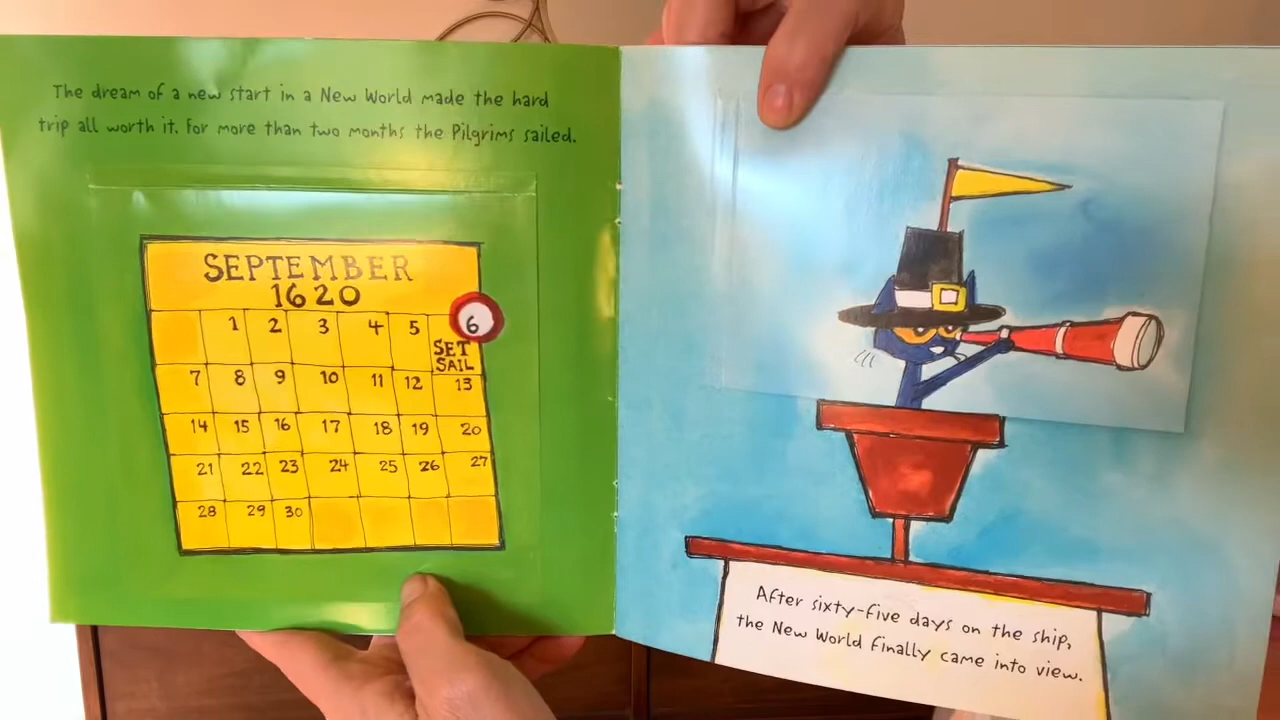 The dream of a new start in a New World made the hard
trip all worth it. For more than two months the Pilgrims sailed.
SEPTEMBER
1620
1 2 3 4 5 6
SET
SAIL
7 8 9 10 11 12 13
14 15 16 17 18 19 20
21 22 23 24 25 26 27
28 29 30
After sixty-five days on the ship,
the New World finally came into view.